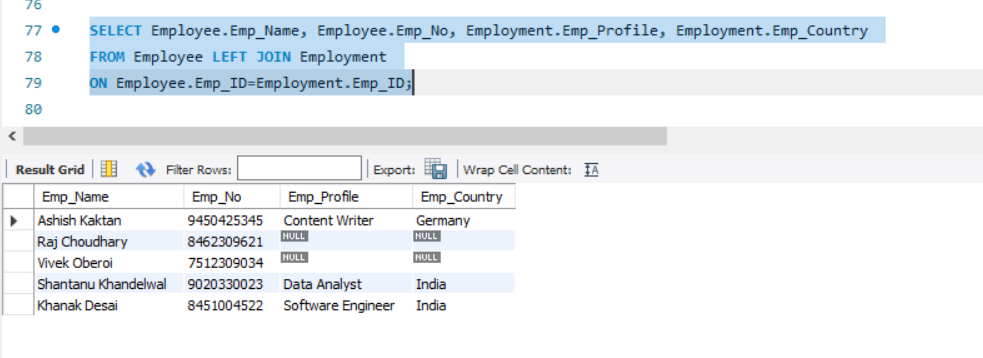 76
77 SELECT Employee.Emp_Name, Employee.Emp_No, Employment.Emp_Profile, Employment.Emp_Country
78 FROM Employee LEFT JOIN Employment
79 ON Employee.Emp_ID=Employment.Emp_ID;
80
Result Grid Filter Rows: Export: Wrap Cell Content: IA
Emp_Name Emp_No Emp_Profile Emp_Country
Ashish Kaktan 9450425345 Content Writer Germany
Raj Choudhary 8462309621 NULL NULL
Vivek Oberoi 7512309034 NULL NULL
Shantanu Khandelwal 9020330023 Data Analyst India
Khanak Desai 8451004522 Software Engineer India